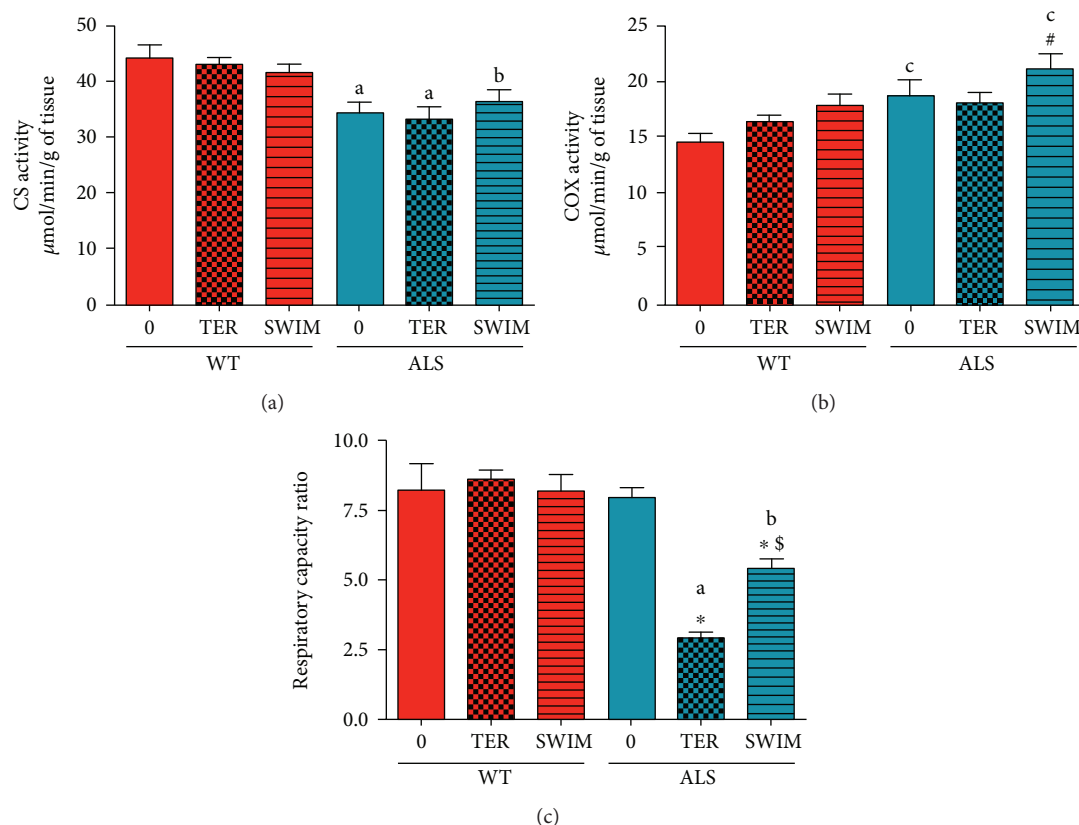 50
40
30
20
10
0
CS activity
μmol/min/g of tissue
a
a
b
0 TER SWIM 0 TER SWIM
WT ALS
(a)
25
20
15
10
5
0
COX activity
μmol/min/g of tissue
c
c
#
0 TER SWIM 0 TER SWIM
WT ALS
(b)
10.0
7.5
5.0
2.5
0.0
Respiratory capacity ratio
a
*
b
* $
0 TER SWIM 0 TER SWIM
WT ALS
(c)